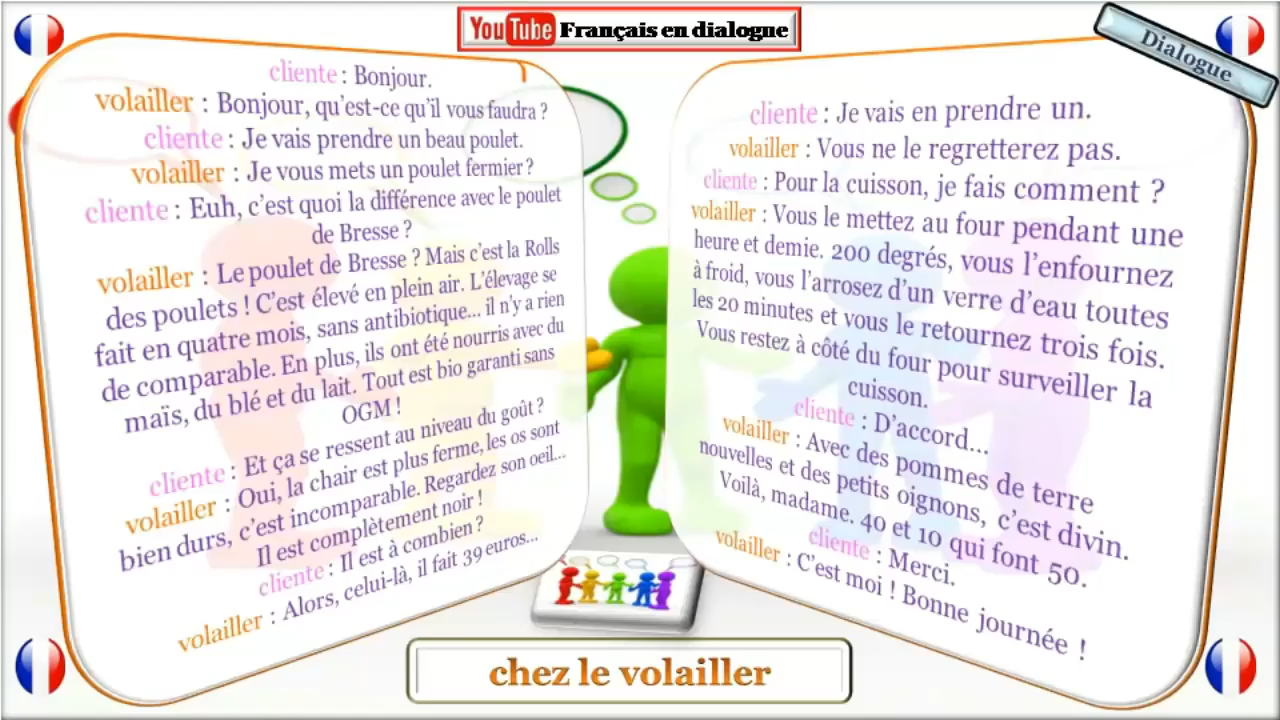 YouTube Français en dialogue
Dialogue
cliente : Bonjour.
volailler : Bonjour, qu'est-ce qu'il vous faudra ?
cliente : Je vais prendre un beau poulet.
volailler : Je vous mets un poulet fermier ?
cliente : Euh, c'est quoi la différence avec le poulet
de Bresse ?
volailler : Le poulet de Bresse ? Mais c'est la Rolls
des poulets ! C'est élevé en plein air. L'élevage se
fait en quatre mois, sans antibiotique... il n'y a rien
de comparable. En plus, ils ont été nourris avec du
maïs, du blé et du lait. Tout est bio garanti sans
OGM !
cliente : Et ça se ressent au niveau du goût ?
volailler : Oui, la chair est plus ferme, les os sont
bien durs, c'est incomparable. Regardez son oeil...
Il est complètement noir !
cliente : Il est à combien ?
volailler : Alors, celui-là, il fait 39 euros...
cliente : Je vais en prendre un.
volailler : Vous ne le regretterez pas.
cliente : Pour la cuisson, je fais comment ?
volailler : Vous le mettez au four pendant une
heure et demie. 200 degrés, vous l'enfournez
à froid, vous l'arrosez d'un verre d'eau toutes
les 20 minutes et vous le retournez trois fois.
Vous restez à côté du four pour surveiller la
cuisson.
cliente : D'accord...
volailler : Avec des pommes de terre
nouvelles et des petits oignons, c'est divin.
Voilà, madame. 40 et 10 qui font 50.
cliente : Merci.
volailler : C'est moi ! Bonne journée !
chez le volailler